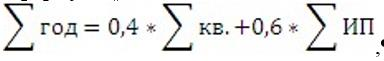 ∑ год = 0,4 * ∑ кв. +0,6 * ∑ ИП ,